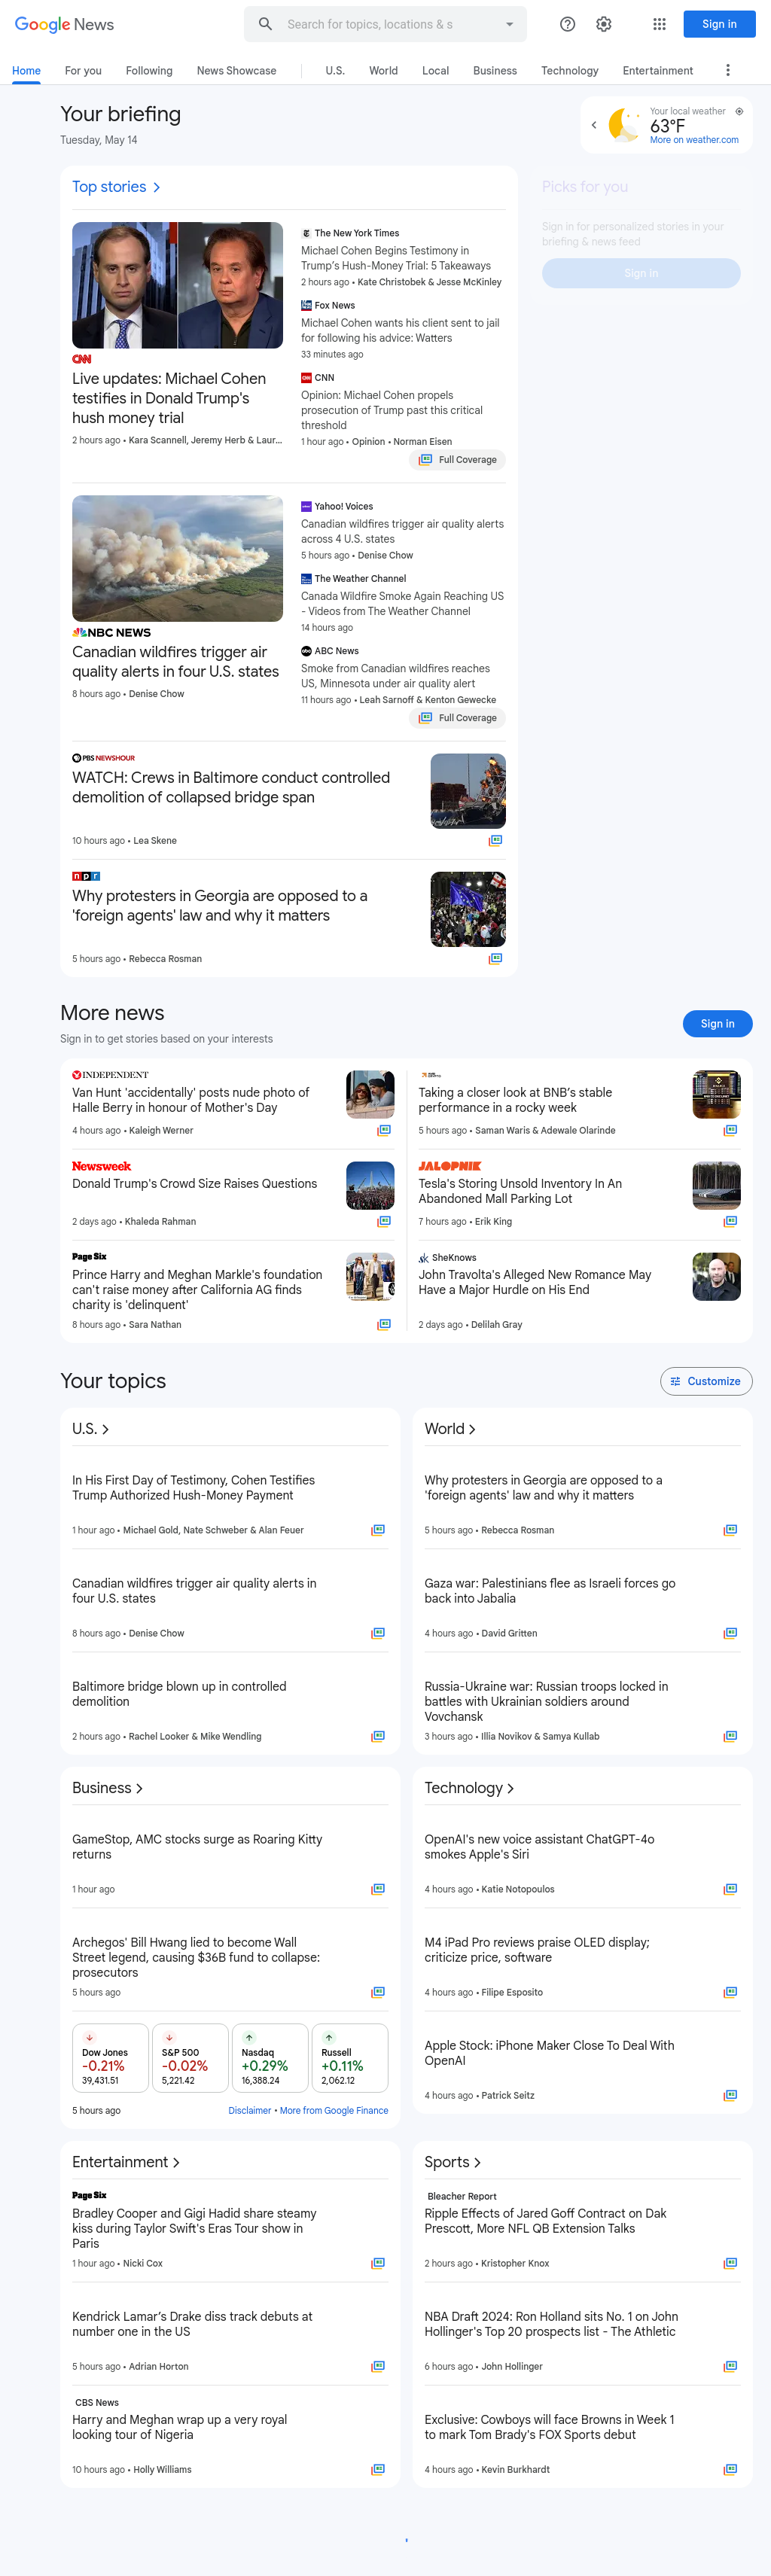 Google News
Search for topics, locations & s
Sign in
Home
For you
Following
News Showcase
U.S.
World
Local
Business
Technology
Entertainment
Your briefing
Tuesday, May 14
Your local weather
63°F
More on weather.com
Top stories
CNN
Live updates: Michael Cohen
testifies in Donald Trump's
hush money trial
2 hours ago • Kara Scannell, Jeremy Herb & Laur...
The New York Times
Michael Cohen Begins Testimony in
Trump's Hush-Money Trial: 5 Takeaways
2 hours ago • Kate Christobek & Jesse McKinley
Fox News
Michael Cohen wants his client sent to jail
for following his advice: Watters
33 minutes ago
CNN
Opinion: Michael Cohen propels
prosecution of Trump past this critical
threshold
1 hour ago • Opinion • Norman Eisen
Full Coverage
Picks for you
Sign in for personalized stories in your
briefing & news feed
Sign in
NBC NEWS
Canadian wildfires trigger air
quality alerts in four U.S. states
8 hours ago • Denise Chow
Yahoo! Voices
Canadian wildfires trigger air quality alerts
across 4 U.S. states
5 hours ago • Denise Chow
The Weather Channel
Canada Wildfire Smoke Again Reaching US
- Videos from The Weather Channel
14 hours ago
abc ABC News
Smoke from Canadian wildfires reaches
US, Minnesota under air quality alert
11 hours ago • Leah Sarnoff & Kenton Gewecke
Full Coverage
PBS NEWSHOUR
WATCH: Crews in Baltimore conduct controlled
demolition of collapsed bridge span
10 hours ago • Lea Skene
npr
Why protesters in Georgia are opposed to a
'foreign agents' law and why it matters
5 hours ago • Rebecca Rosman
More news
Sign in to get stories based on your interests
Sign in
INDEPENDENT
Van Hunt 'accidentally' posts nude photo of
Halle Berry in honour of Mother's Day
4 hours ago • Kaleigh Werner
Taking a closer look at BNB's stable
performance in a rocky week
5 hours ago • Saman Waris & Adewale Olarinde
Newsweek
Donald Trump's Crowd Size Raises Questions
2 days ago • Khaleda Rahman
JALOPNIK
Tesla's Storing Unsold Inventory In An
Abandoned Mall Parking Lot
7 hours ago • Erik King
Page Six
Prince Harry and Meghan Markle's foundation
can't raise money after California AG finds
charity is 'delinquent'
8 hours ago • Sara Nathan
SK SheKnows
John Travolta's Alleged New Romance May
Have a Major Hurdle on His End
2 days ago • Delilah Gray
Your topics
Customize
U.S.
In His First Day of Testimony, Cohen Testifies
Trump Authorized Hush-Money Payment
1 hour ago • Michael Gold, Nate Schweber & Alan Feuer
Canadian wildfires trigger air quality alerts in
four U.S. states
8 hours ago • Denise Chow
Baltimore bridge blown up in controlled
demolition
2 hours ago • Rachel Looker & Mike Wendling
World
Why protesters in Georgia are opposed to a
'foreign agents' law and why it matters
5 hours ago • Rebecca Rosman
Gaza war: Palestinians flee as Israeli forces go
back into Jabalia
4 hours ago • David Gritten
Russia-Ukraine war: Russian troops locked in
battles with Ukrainian soldiers around
Vovchansk
3 hours ago • Illia Novikov & Samya Kullab
Business
GameStop, AMC stocks surge as Roaring Kitty
returns
1 hour ago
Archegos' Bill Hwang lied to become Wall
Street legend, causing $36B fund to collapse:
prosecutors
5 hours ago
Dow Jones
-0.21%
39,431.51
S&P 500
-0.02%
5,221.42
Nasdaq
+0.29%
16,388.24
Russell
+0.11%
2,062.12
5 hours ago
Disclaimer • More from Google Finance
Technology
OpenAI's new voice assistant ChatGPT-4o
smokes Apple's Siri
4 hours ago • Katie Notopoulos
M4 iPad Pro reviews praise OLED display;
criticize price, software
4 hours ago • Filipe Esposito
Apple Stock: iPhone Maker Close To Deal With
OpenAI
4 hours ago • Patrick Seitz
Entertainment
Page Six
Bradley Cooper and Gigi Hadid share steamy
kiss during Taylor Swift's Eras Tour show in
Paris
1 hour ago • Nicki Cox
Kendrick Lamar's Drake diss track debuts at
number one in the US
5 hours ago • Adrian Horton
CBS News
Harry and Meghan wrap up a very royal
looking tour of Nigeria
10 hours ago • Holly Williams
Sports
Bleacher Report
Ripple Effects of Jared Goff Contract on Dak
Prescott, More NFL QB Extension Talks
2 hours ago • Kristopher Knox
NBA Draft 2024: Ron Holland sits No. 1 on John
Hollinger's Top 20 prospects list - The Athletic
6 hours ago • John Hollinger
Exclusive: Cowboys will face Browns in Week 1
to mark Tom Brady's FOX Sports debut
4 hours ago • Kevin Burkhardt